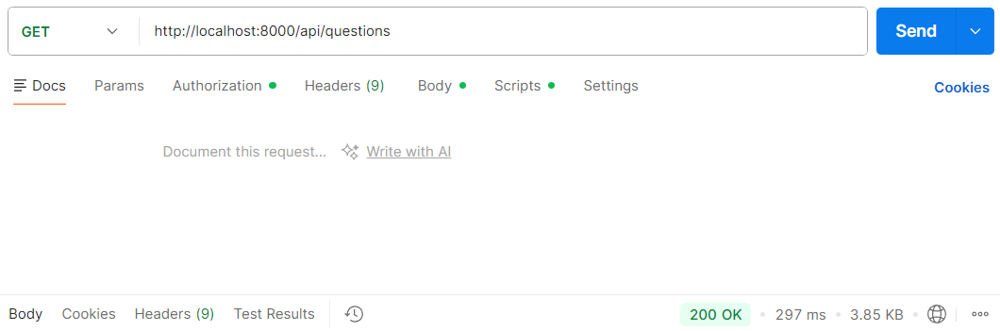 GET http://localhost:8000/api/questions Send
Docs Params Authorization Headers (9) Body Scripts Settings Cookies
Document this request... Write with AI
Body Cookies Headers (9) Test Results 200 OK 297 ms 3.85 KB